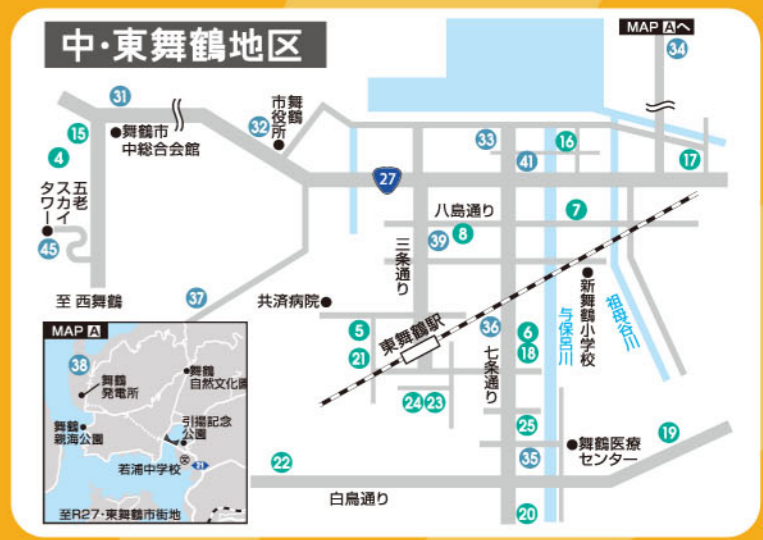 中・東舞鶴地区
MAP Aへ
34
31
15
4
舞鶴市
中総合会館
32
舞鶴
市役所
33
41
16
17
27
五老
スカイ
タワー
45
八島通り
7
39
8
三条通り
至 西舞鶴
37
共済病院
新舞鶴小学校
与保呂川
祖母谷川
5
21
東舞鶴駅
36
七条通り
6
18
24
23
25
舞鶴医療
センター
35
19
22
白鳥通り
20
MAP A
38
舞鶴
発電所
舞鶴
自然文化園
舞鶴
親海公園
引揚記念
公園
若浦中学校
文
21
至R27・東舞鶴市街地